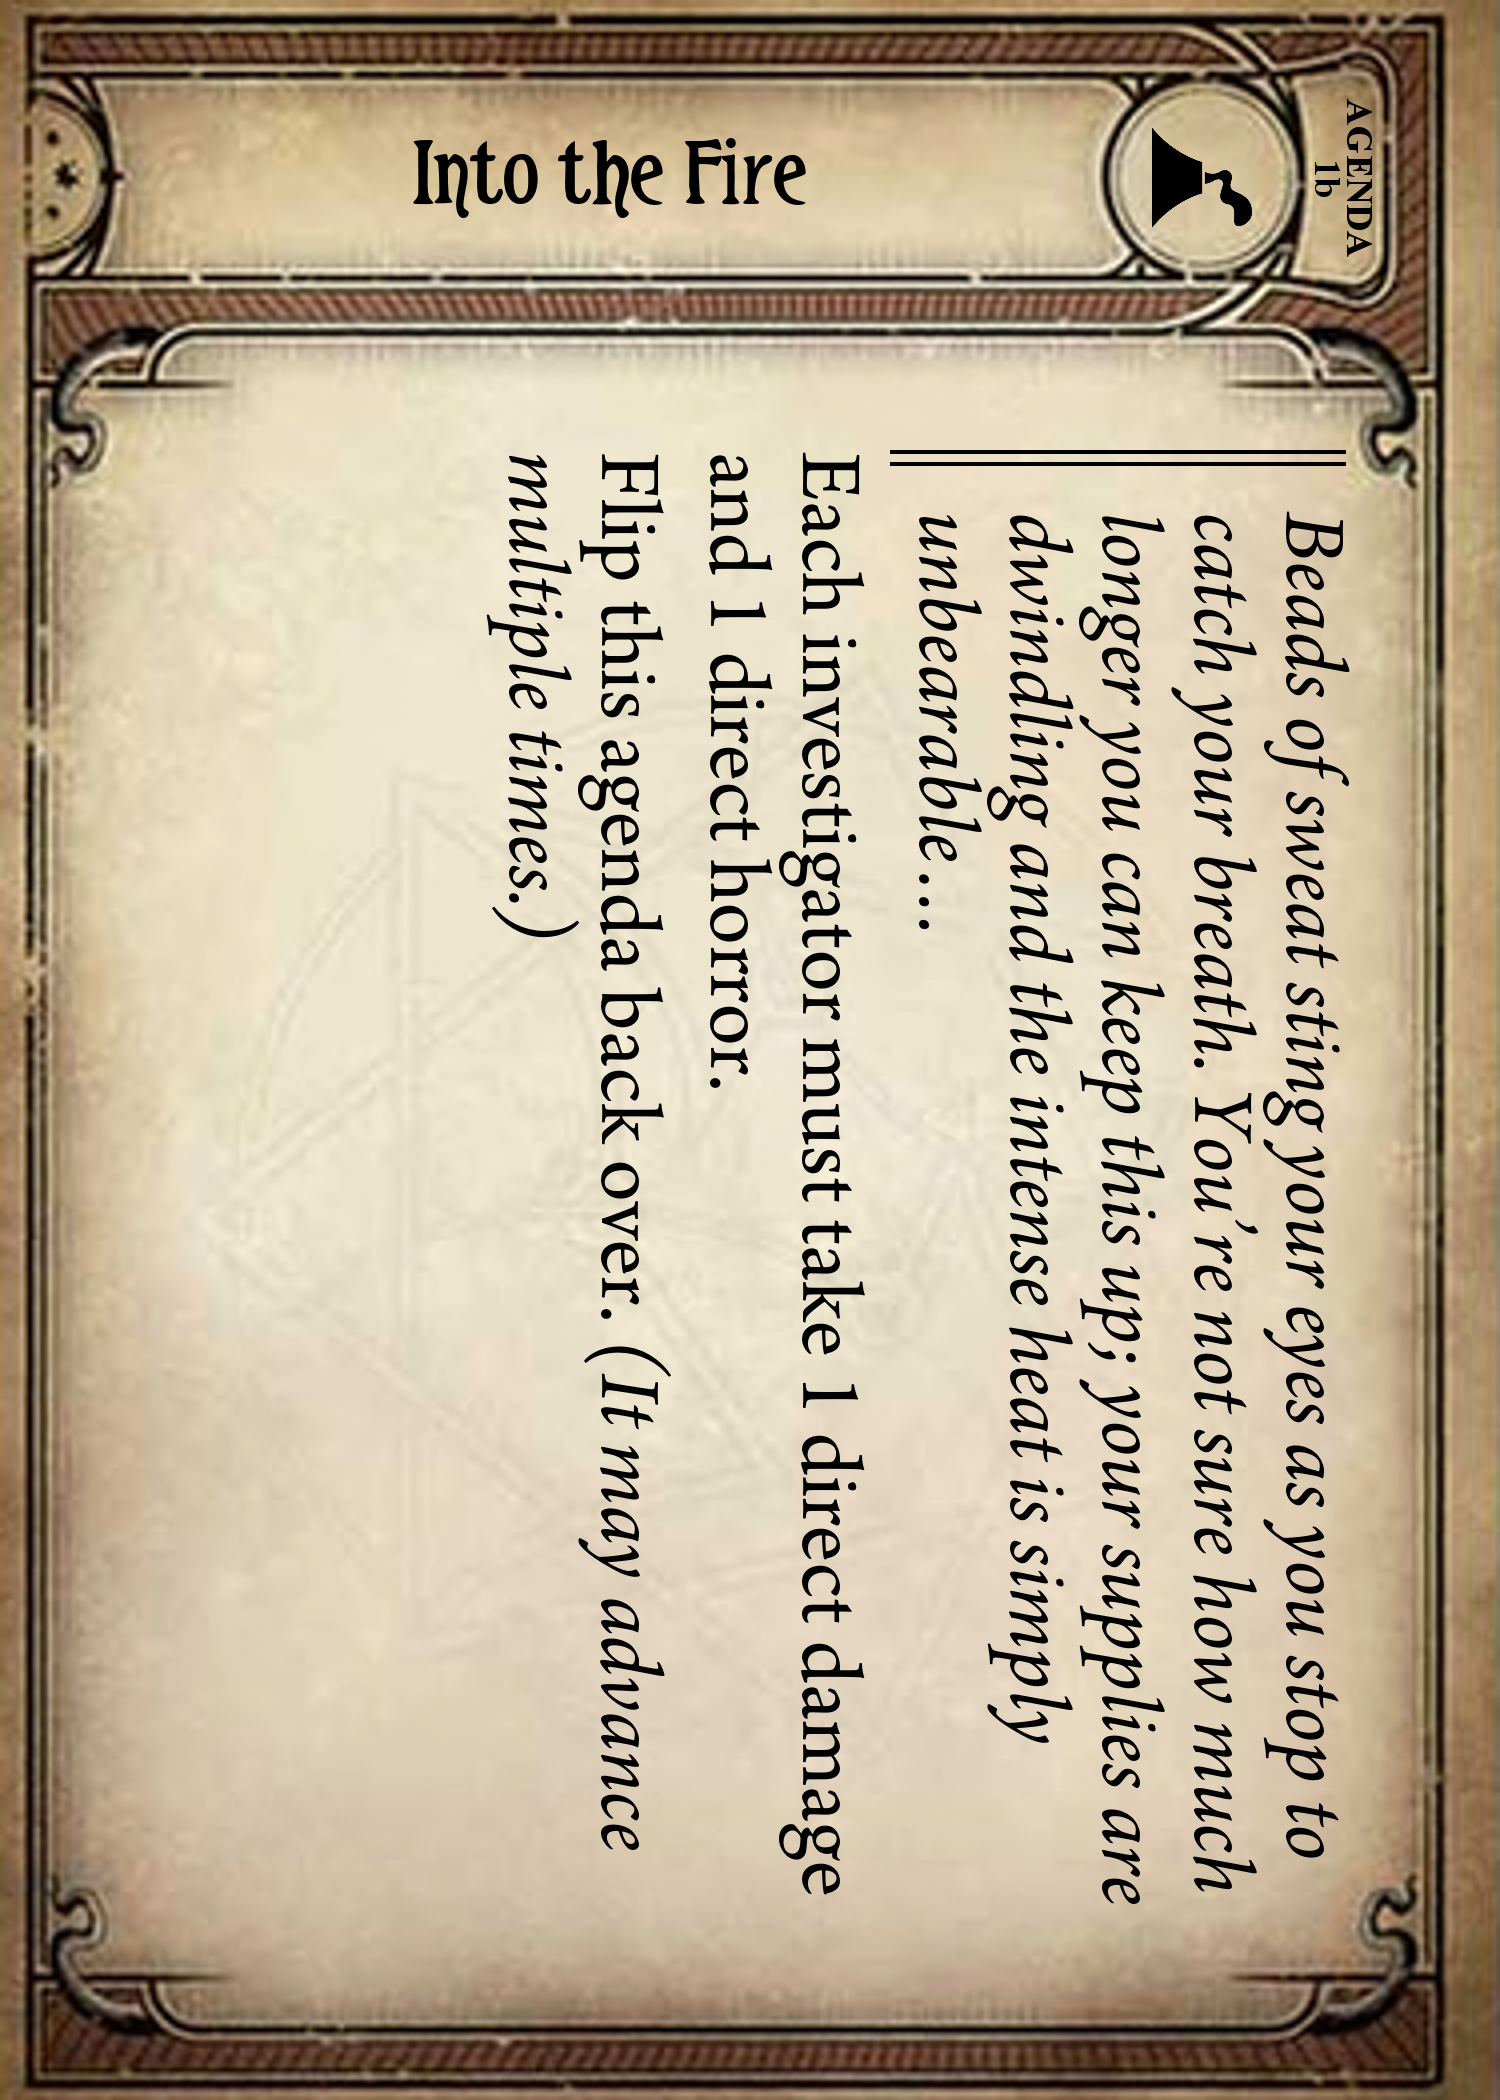 AGENDA
1b
Into the Fire
Beads of sweat sting your eyes as you stop to
catch your breath. You’re not sure how much
longer you can keep this up; your supplies are
dwindling and the intense heat is simply
unbearable…
Each investigator must take 1 direct damage
and 1 direct horror.
Flip this agenda back over. (It may advance
multiple times.)